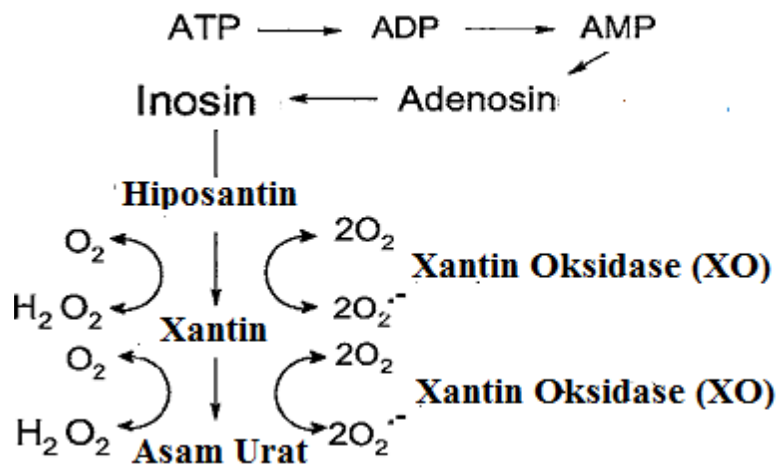 ATP ADP AMP
Inosin Adenosin
Hiposantin
O₂ 2O₂
Xantin Oksidase (XO)
H₂O₂ 2O₂·⁻
Xantin
O₂ 2O₂
Xantin Oksidase (XO)
H₂O₂ 2O₂·⁻
Asam Urat